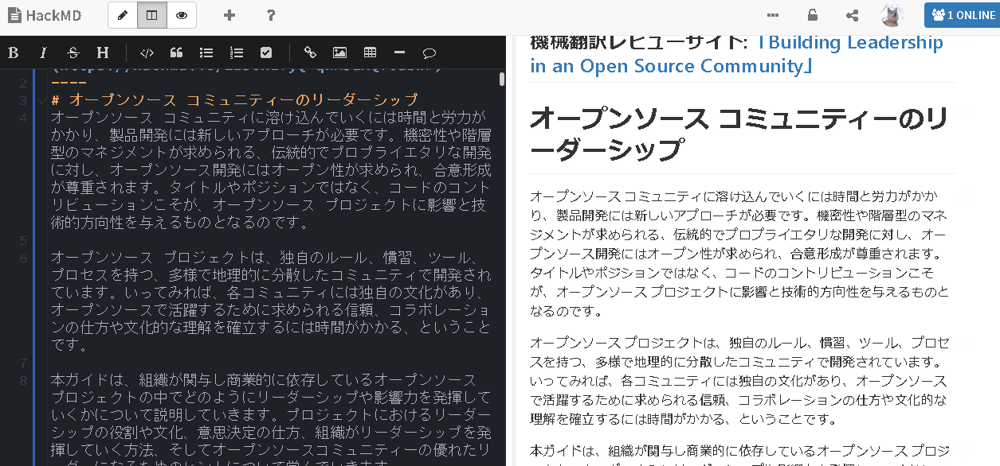 HackMD
1 ONLINE
B I S H
2
----
3
# オープンソース コミュニティーのリーダーシップ
4
オープンソース コミュニティに溶け込んでいくには時間と労力が
かかり、製品開発には新しいアプローチが必要です。機密性や階層
型のマネジメントが求められる、伝統的でプロプライエタリな開発
に対し、オープンソース開発にはオープン性が求められ、合意形成
が尊重されます。タイトルやポジションではなく、コードのコント
リビューションこそが、オープンソース プロジェクトに影響と技
術的方向性を与えるものとなるのです。
5
6
オープンソース プロジェクトは、独自のルール、慣習、ツール、
プロセスを持つ、多様で地理的に分散したコミュニティで開発され
ています。いってみれば、各コミュニティには独自の文化があり、
オープンソースで活躍するために求められる信頼、コラボレーショ
ンの仕方や文化的な理解を確立するには時間がかかる、ということ
です。
7
8
本ガイドは、組織が関与し商業的に依存しているオープンソース
プロジェクトの中でどのようにリーダーシップや影響力を発揮して
いくかについて説明していきます。プロジェクトにおけるリーダー
シップの役割や文化、意思決定の仕方、組織がリーダーシップを発
揮していく方法、そしてオープンソースコミュニティーの優れたリ
機械翻訳レビューサイト:「Building Leadership
in an Open Source Community」
オープンソース コミュニティーのリ
ーダーシップ
オープンソース コミュニティに溶け込んでいくには時間と労力がかか
り、製品開発には新しいアプローチが必要です。機密性や階層型のマネ
ジメントが求められる、伝統的でプロプライエタリな開発に対し、オー
プンソース開発にはオープン性が求められ、合意形成が尊重されます。
タイトルやポジションではなく、コードのコントリビューションこそ
が、オープンソース プロジェクトに影響と技術的方向性を与えるものと
なるのです。
オープンソース プロジェクトは、独自のルール、慣習、ツール、プロセ
スを持つ、多様で地理的に分散したコミュニティで開発されています。
いってみれば、各コミュニティには独自の文化があり、オープンソース
で活躍するために求められる信頼、コラボレーションの仕方や文化的な
理解を確立するには時間がかかる、ということです。
本ガイドは、組織が関与し商業的に依存しているオープンソース プロジ